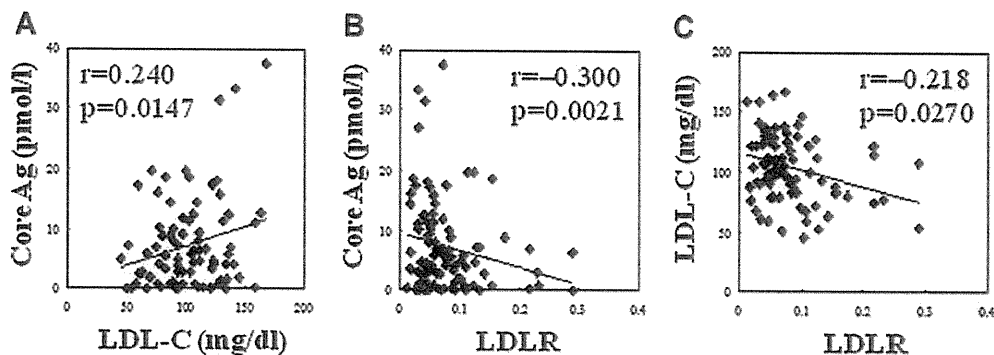 A
40
30
20
10
0
r=0.240
p=0.0147
0
50
100
150
200
Core Ag (pmol/l)
LDL-C (mg/dl)
B
40
30
20
10
0
r=–0.300
p=0.0021
0
0.1
0.2
0.3
0.4
Core Ag (pmol/l)
LDLR
C
200
150
100
50
0
r=–0.218
p=0.0270
0
0.1
0.2
0.3
0.4
LDL-C (mg/dl)
LDLR